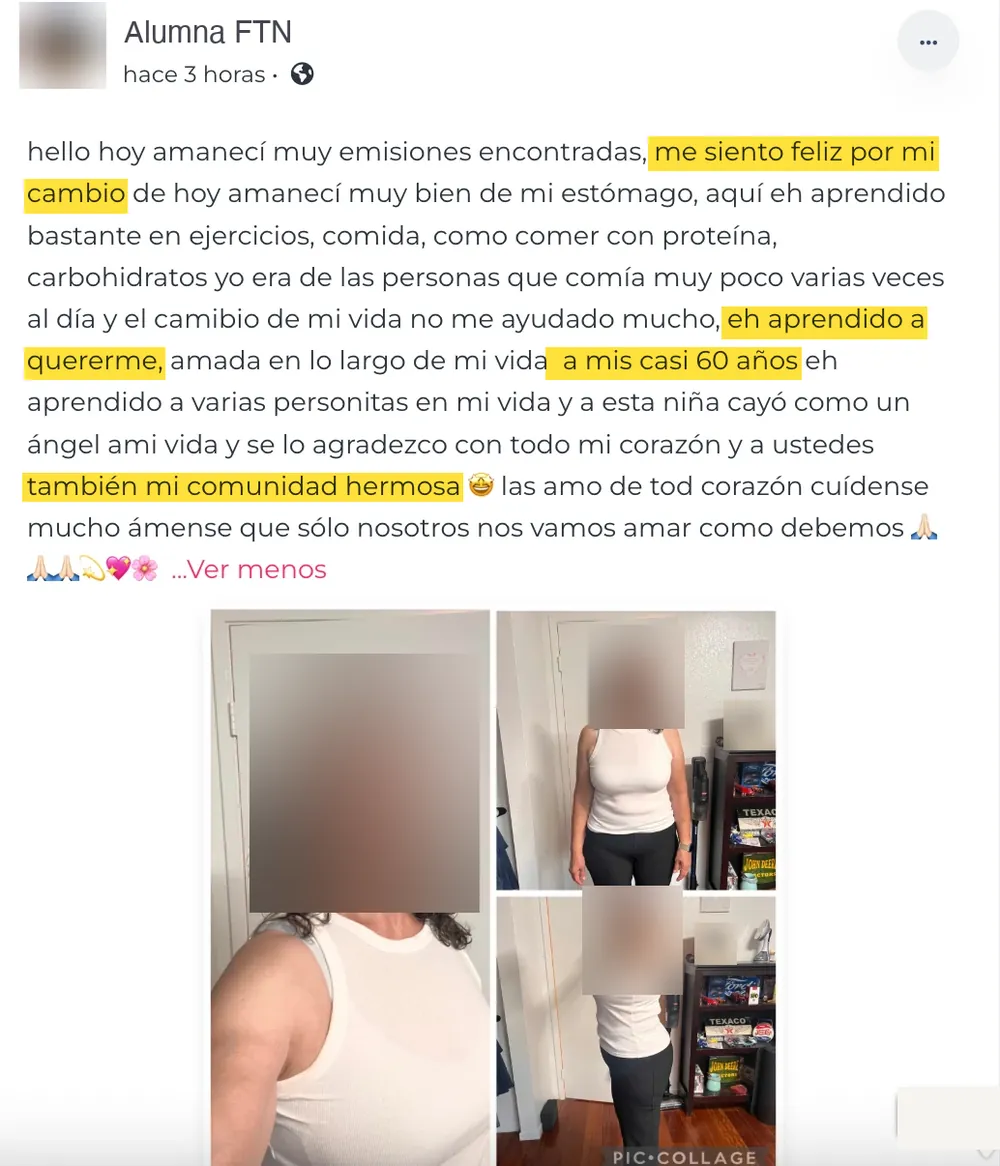 Alumna FTN
hace 3 horas ·
...
hello hoy amanecí muy emisiones encontradas, me siento feliz por mi
cambio de hoy amanecí muy bien de mi estómago, aquí eh aprendido
bastante en ejercicios, comida, como comer con proteína,
carbohidratos yo era de las personas que comía muy poco varias veces
al día y el camibio de mi vida no me ayudado mucho, eh aprendido a
quererme, amada en lo largo de mi vida a mis casi 60 años eh
aprendido a varias personitas en mi vida y a esta niña cayó como un
ángel ami vida y se lo agradezco con todo mi corazón y a ustedes
también mi comunidad hermosa 🤩 las amo de tod corazón cuídense
mucho ámense que sólo nosotros nos vamos amar como debemos 🙏🏻
🙏🏻🙏🏻💫💖🌸 ...Ver menos
TEXACO
JOHN DEERE
Ford
TEXACO
JOHN DEERE
PIC•COLLAGE